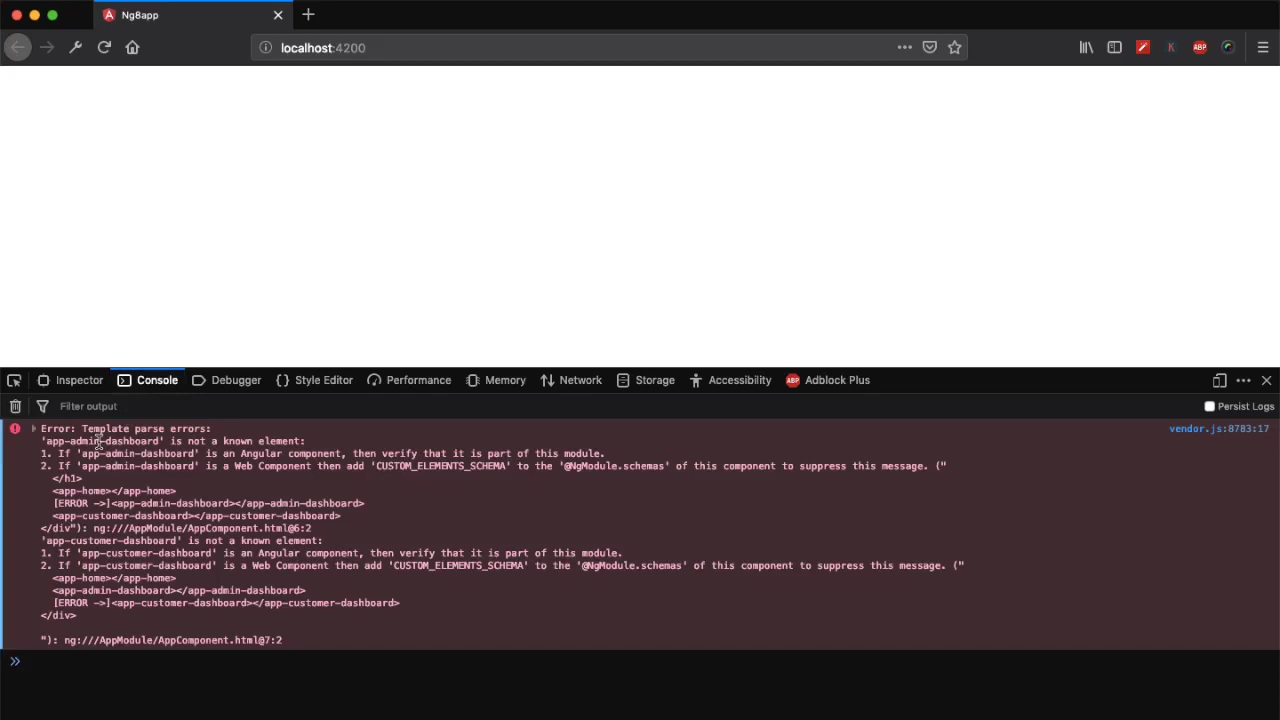 Ng8app
localhost:4200
K
ABP
Inspector
Console
Debugger
{} Style Editor
Performance
Memory
Network
Storage
Accessibility
ABP
Adblock Plus
Filter output
Persist Logs
Error: Template parse errors:
vendor.js:8783:17
'app-admin-dashboard' is not a known element:
1. If 'app-admin-dashboard' is an Angular component, then verify that it is part of this module.
2. If 'app-admin-dashboard' is a Web Component then add 'CUSTOM_ELEMENTS_SCHEMA' to the '@NgModule.schemas' of this component to suppress this message. ("
</h1>
<app-home></app-home>
[ERROR ->]<app-admin-dashboard></app-admin-dashboard>
<app-customer-dashboard></app-customer-dashboard>
</div"): ng:///AppModule/AppComponent.html@6:2
'app-customer-dashboard' is not a known element:
1. If 'app-customer-dashboard' is an Angular component, then verify that it is part of this module.
2. If 'app-customer-dashboard' is a Web Component then add 'CUSTOM_ELEMENTS_SCHEMA' to the '@NgModule.schemas' of this component to suppress this message. ("
<app-home></app-home>
<app-admin-dashboard></app-admin-dashboard>
[ERROR ->]<app-customer-dashboard></app-customer-dashboard>
</div>
"): ng:///AppModule/AppComponent.html@7:2